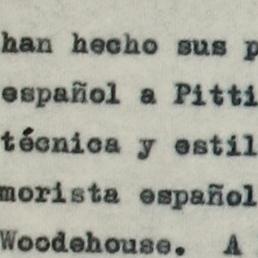 han hecho sus p
español a Pitti
técnica y estil
morista español
Woodehouse. A